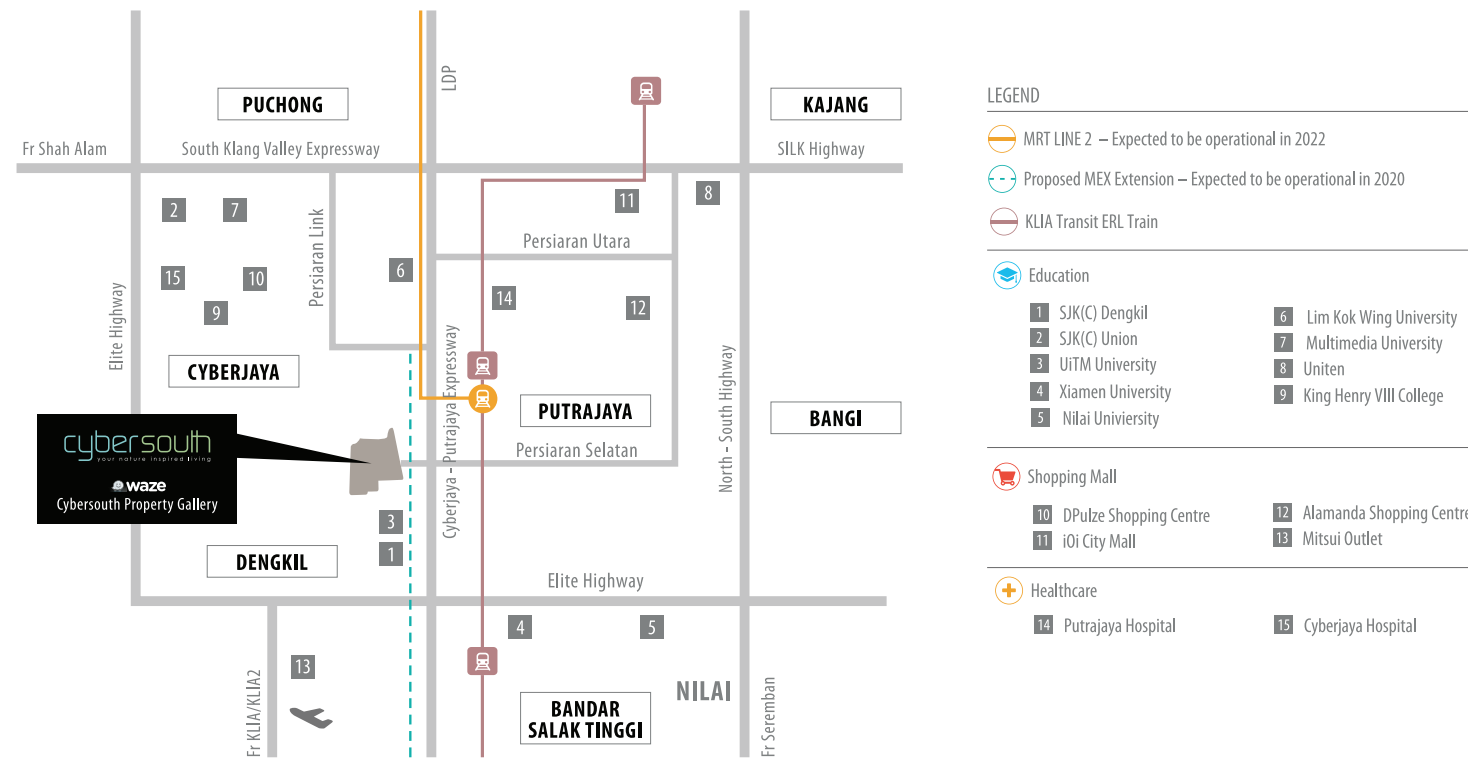 LDP
PUCHONG
KAJANG
Fr Shah Alam
South Klang Valley Expressway
SILK Highway
2
7
11
8
Persiaran Link
Persiaran Utara
6
15
10
14
12
9
Elite Highway
CYBERJAYA
Cyberjaya - Putrajaya Expressway
North - South Highway
PUTRAJAYA
BANGI
cybersouth
your nature inspired living
waze
Cybersouth Property Gallery
Persiaran Selatan
3
1
DENGKIL
Elite Highway
4
5
13
Fr KLIA/KLIA2
NILAI
BANDAR
SALAK TINGGI
Fr Seremban
LEGEND
MRT LINE 2 – Expected to be operational in 2022
Proposed MEX Extension – Expected to be operational in 2020
KLIA Transit ERL Train
Education
1 SJK(C) Dengkil
2 SJK(C) Union
3 UiTM University
4 Xiamen University
5 Nilai Univiersity
6 Lim Kok Wing University
7 Multimedia University
8 Uniten
9 King Henry VIII College
Shopping Mall
10 DPulze Shopping Centre
11 iOi City Mall
12 Alamanda Shopping Centre
13 Mitsui Outlet
Healthcare
14 Putrajaya Hospital
15 Cyberjaya Hospital